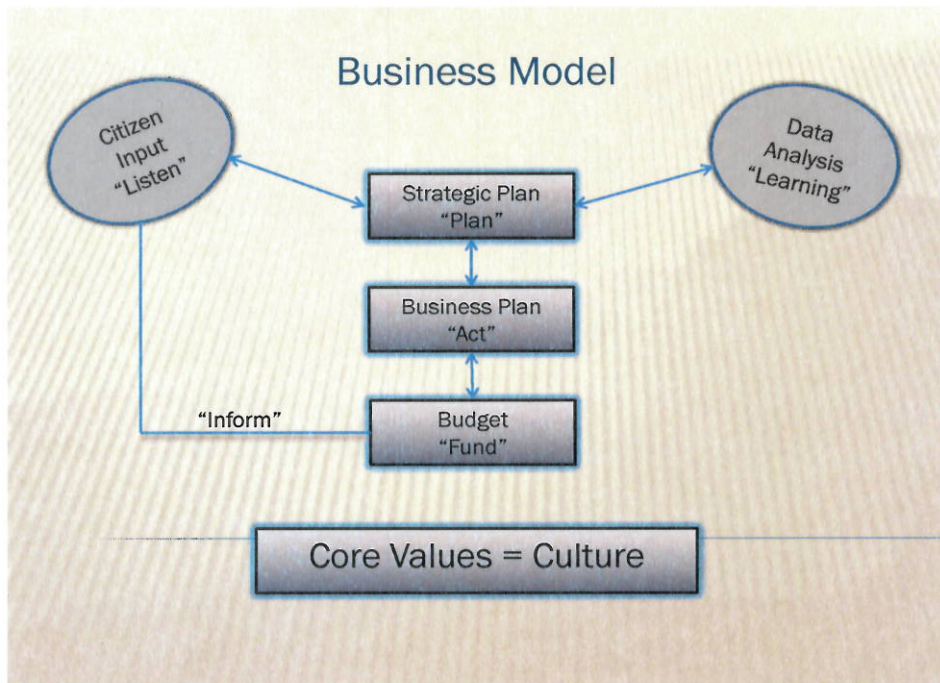 Business Model
Citizen
Input
“Listen”
Data
Analysis
“Learning”
Strategic Plan
“Plan”
Business Plan
“Act”
“Inform”
Budget
“Fund”
Core Values = Culture